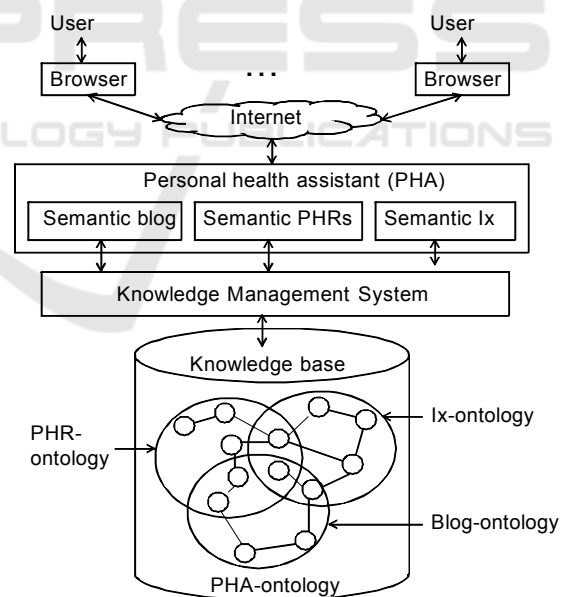 User User
Browser ... Browser
Internet
Personal health assistant (PHA)
Semantic blog Semantic PHRs Semantic Ix
Knowledge Management System
Knowledge base
Ix-ontology
PHR-
ontology
Blog-ontology
PHA-ontology